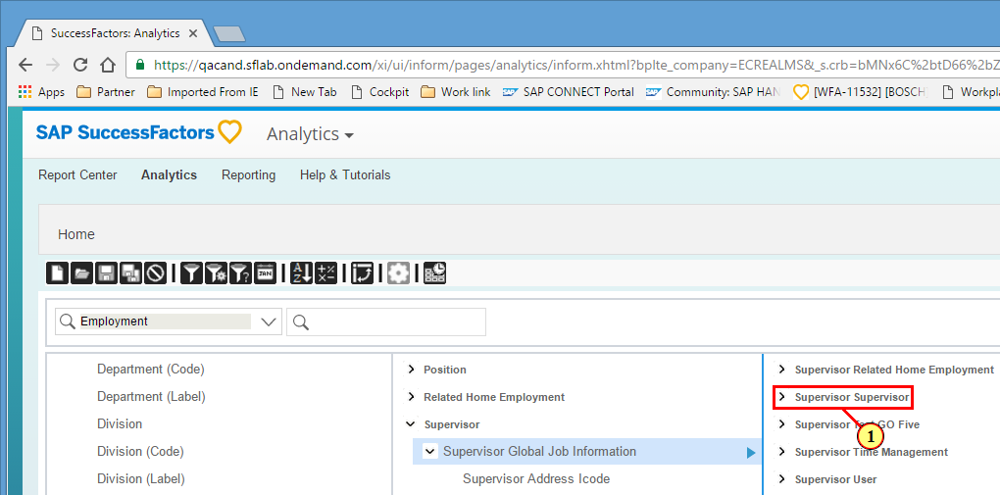 SuccessFactors: Analytics
https://qacand.sflab.ondemand.com/xi/ui/inform/pages/analytics/inform.xhtml?bplte_company=ECREALMS&_s.crb=bMNx6C%2btD66%2bZ
Apps Partner Imported From IE New Tab Cockpit Work link SAP CONNECT Portal Community: SAP HAN [WFA-11532] [BOSCH] Workpla
SAP SuccessFactors Analytics
Report Center Analytics Reporting Help & Tutorials
Home
JAN A Z
Employment
Department (Code) Position Supervisor Related Home Employment
Department (Label) Related Home Employment Supervisor Supervisor
Division Supervisor Supervisor GO Five
1
Division (Code) Supervisor Global Job Information Supervisor Time Management
Division (Label) Supervisor Address Icode Supervisor User